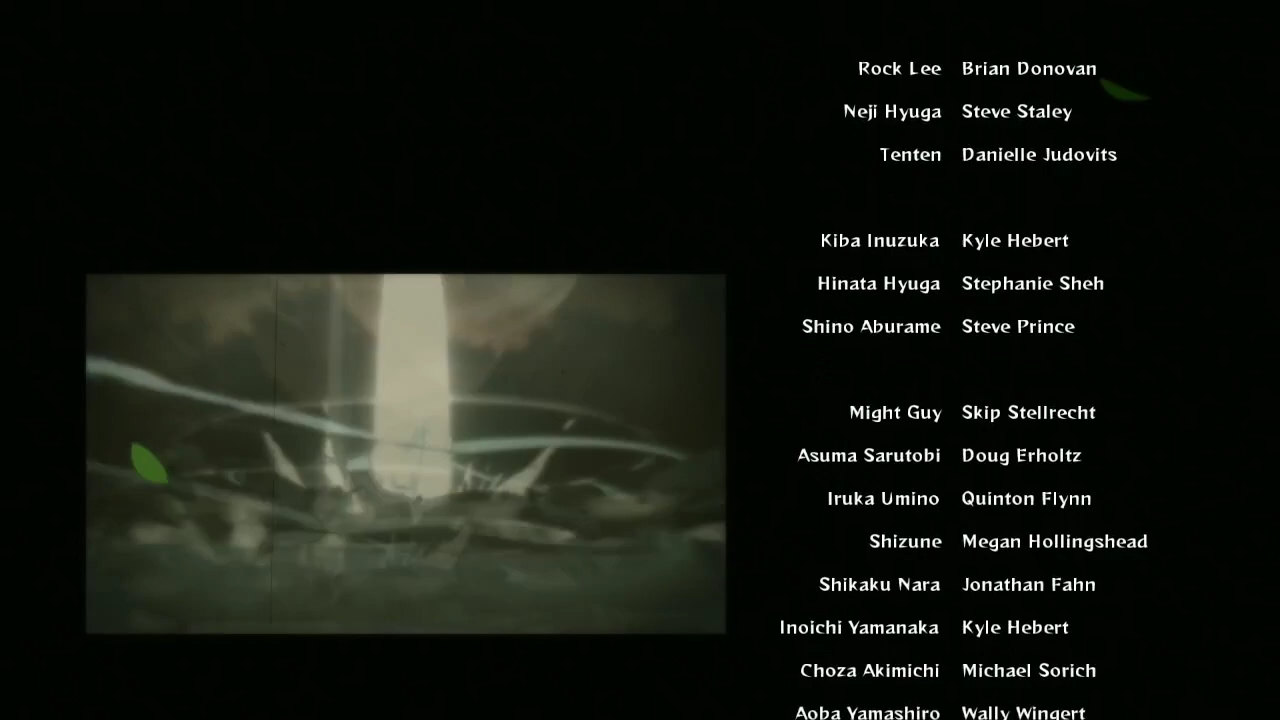 Rock Lee Brian Donovan
Neji Hyuga Steve Staley
Tenten Danielle Judovits
Kiba Inuzuka Kyle Hebert
Hinata Hyuga Stephanie Sheh
Shino Aburame Steve Prince
Might Guy Skip Stellrecht
Asuma Sarutobi Doug Erholtz
Iruka Umino Quinton Flynn
Shizune Megan Hollingshead
Shikaku Nara Jonathan Fahn
Inoichi Yamanaka Kyle Hebert
Choza Akimichi Michael Sorich
Aoba Yamashiro Wally Wingert